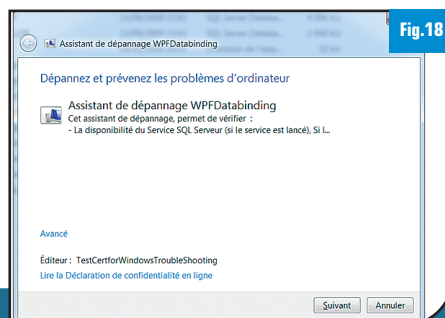 Fig.18
Assistant de dépannage WPFDatabinding
Dépannez et prévenez les problèmes d'ordinateur
Assistant de dépannage WPFDatabinding
Cet assistant de dépannage, permet de vérifier :
- La disponibilité du Service SQL Serveur (si le service est lancé), Si l...
Avancé
Éditeur : TestCertforWindowsTroubleShooting
Lire la Déclaration de confidentialité en ligne
Suivant
Annuler